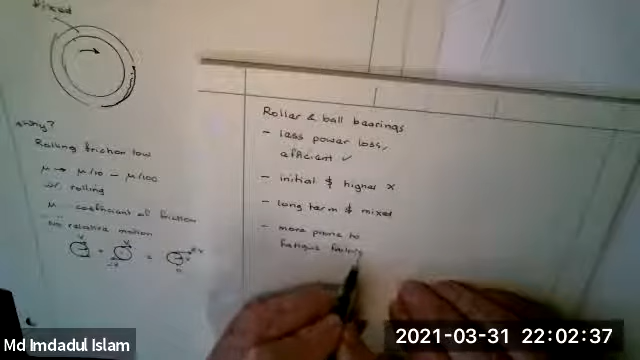 fixed
why?
Rolling friction low
μ → μ/10 - μ/100
w/ rolling
μ - coefficient of friction
- No relative motion
Roller & ball bearings
- less power loss,
efficient ✓
- initial $ higher x
- long term $ mixed
- more prone to
fatigue failure
Md Imdadul Islam
2021-03-31 22:02:37